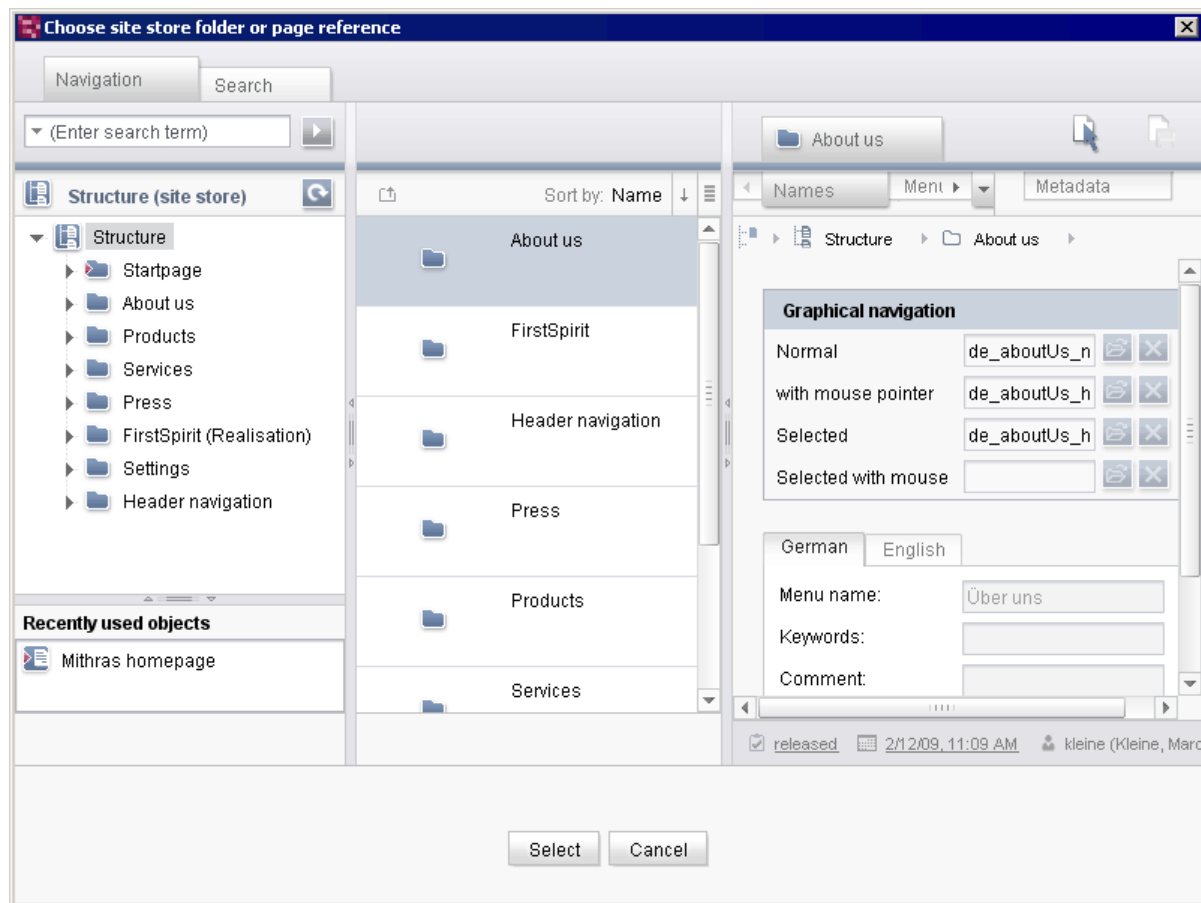 Choose site store folder or page reference
Navigation
Search
(Enter search term)
About us
Structure (site store)
Sort by: Name
Names
Menu
Metadata
Structure
Startpage
About us
Products
Services
Press
FirstSpirit (Realisation)
Settings
Header navigation
Recently used objects
Mithras homepage
About us
FirstSpirit
Header navigation
Press
Products
Services
Structure
About us
Graphical navigation
Normal de_aboutUs_n
with mouse pointer de_aboutUs_h
Selected de_aboutUs_h
Selected with mouse
German English
Menu name: Über uns
Keywords:
Comment:
released 2/12/09, 11:09 AM kleine (Kleine, Marc
Select Cancel